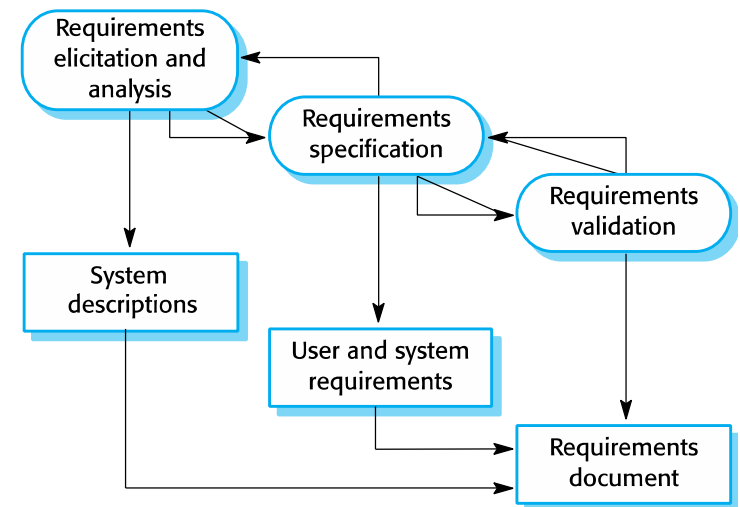 Requirements
elicitation and
analysis
Requirements
specification
Requirements
validation
System
descriptions
User and system
requirements
Requirements
document